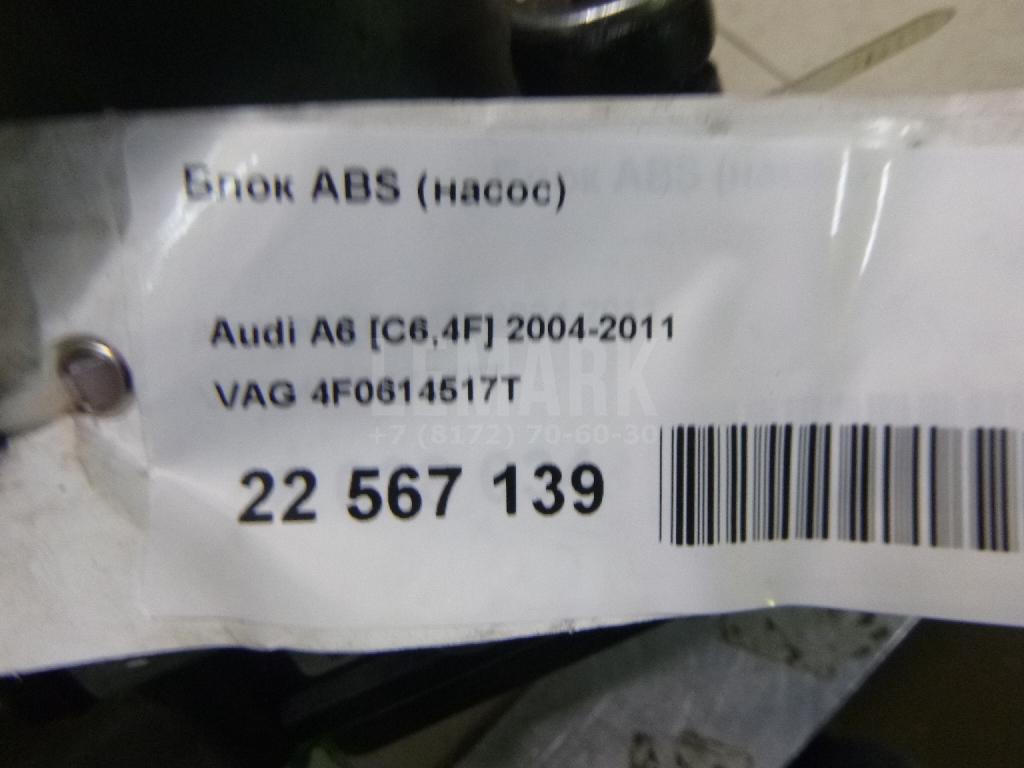 Блок ABS (насос)
Audi A6 [C6,4F] 2004-2011
VAG 4F0614517T
LEMARK
+7 (8172) 70-60-30
22 567 139